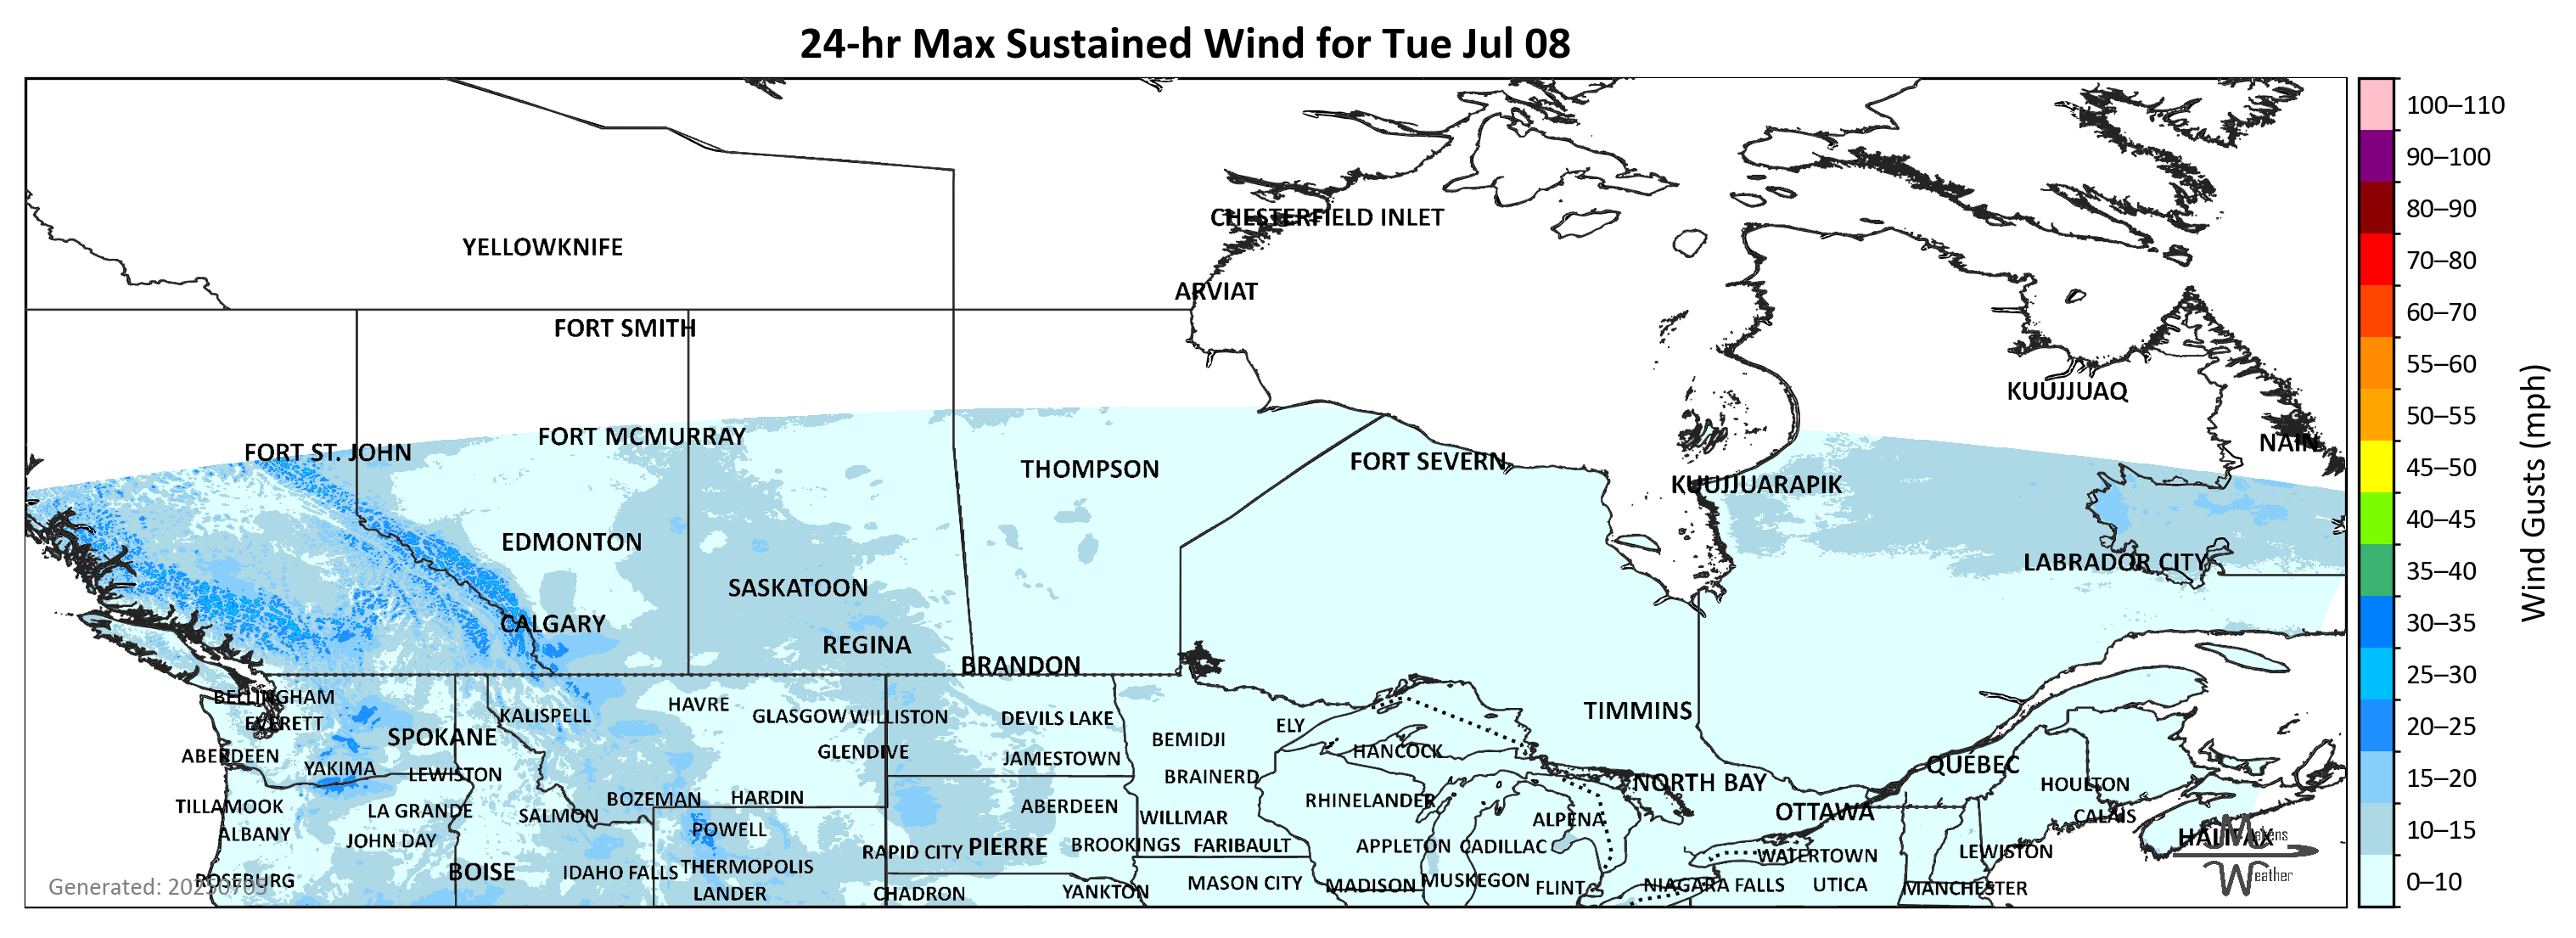 24-hr Max Sustained Wind for Tue Jul 08
100–110
90–100
80–90
70–80
60–70
55–60
50–55
45–50
40–45
35–40
30–35
25–30
20–25
15–20
10–15
0–10
Wind Gusts (mph)
CHESTERFIELD INLET
YELLOWKNIFE
ARVIAT
FORT SMITH
KUUJJUAQ
FORT MCMURRAY
NAIN
FORT ST. JOHN
FORT SEVERN
THOMPSON
KUUJJUARAPIK
EDMONTON
LABRADOR CITY
SASKATOON
CALGARY
REGINA
BRANDON
BELLINGHAM
HAVRE
TIMMINS
KALISPELL
GLASGOW
WILLISTON
DEVILS LAKE
EVERETT
ELY
SPOKANE
BEMIDJI
HANCOCK
GLENDIVE
ABERDEEN
JAMESTOWN
QUÉBEC
YAKIMA
LEWISTON
BRAINERD
NORTH BAY
HOULTON
BOZEMAN
HARDIN
RHINELANDER
TILLAMOOK
LA GRANDE
ABERDEEN
OTTAWA
SALMON
WILLMAR
CALAIS
ALPENA
POWELL
ALBANY
HALIFAX
Makens
JOHN DAY
PIERRE
BROOKINGS
FARIBAULT
APPLETON
CADILLAC
RAPID CITY
LEWISTON
WATERTOWN
THERMOPOLIS
BOISE
IDAHO FALLS
Weather
ROSEBURG
MUSKEGON
MASON CITY
MADISON
NIAGARA FALLS
UTICA
Generated: 20250705
FLINT
MANCHESTER
YANKTON
LANDER
CHADRON